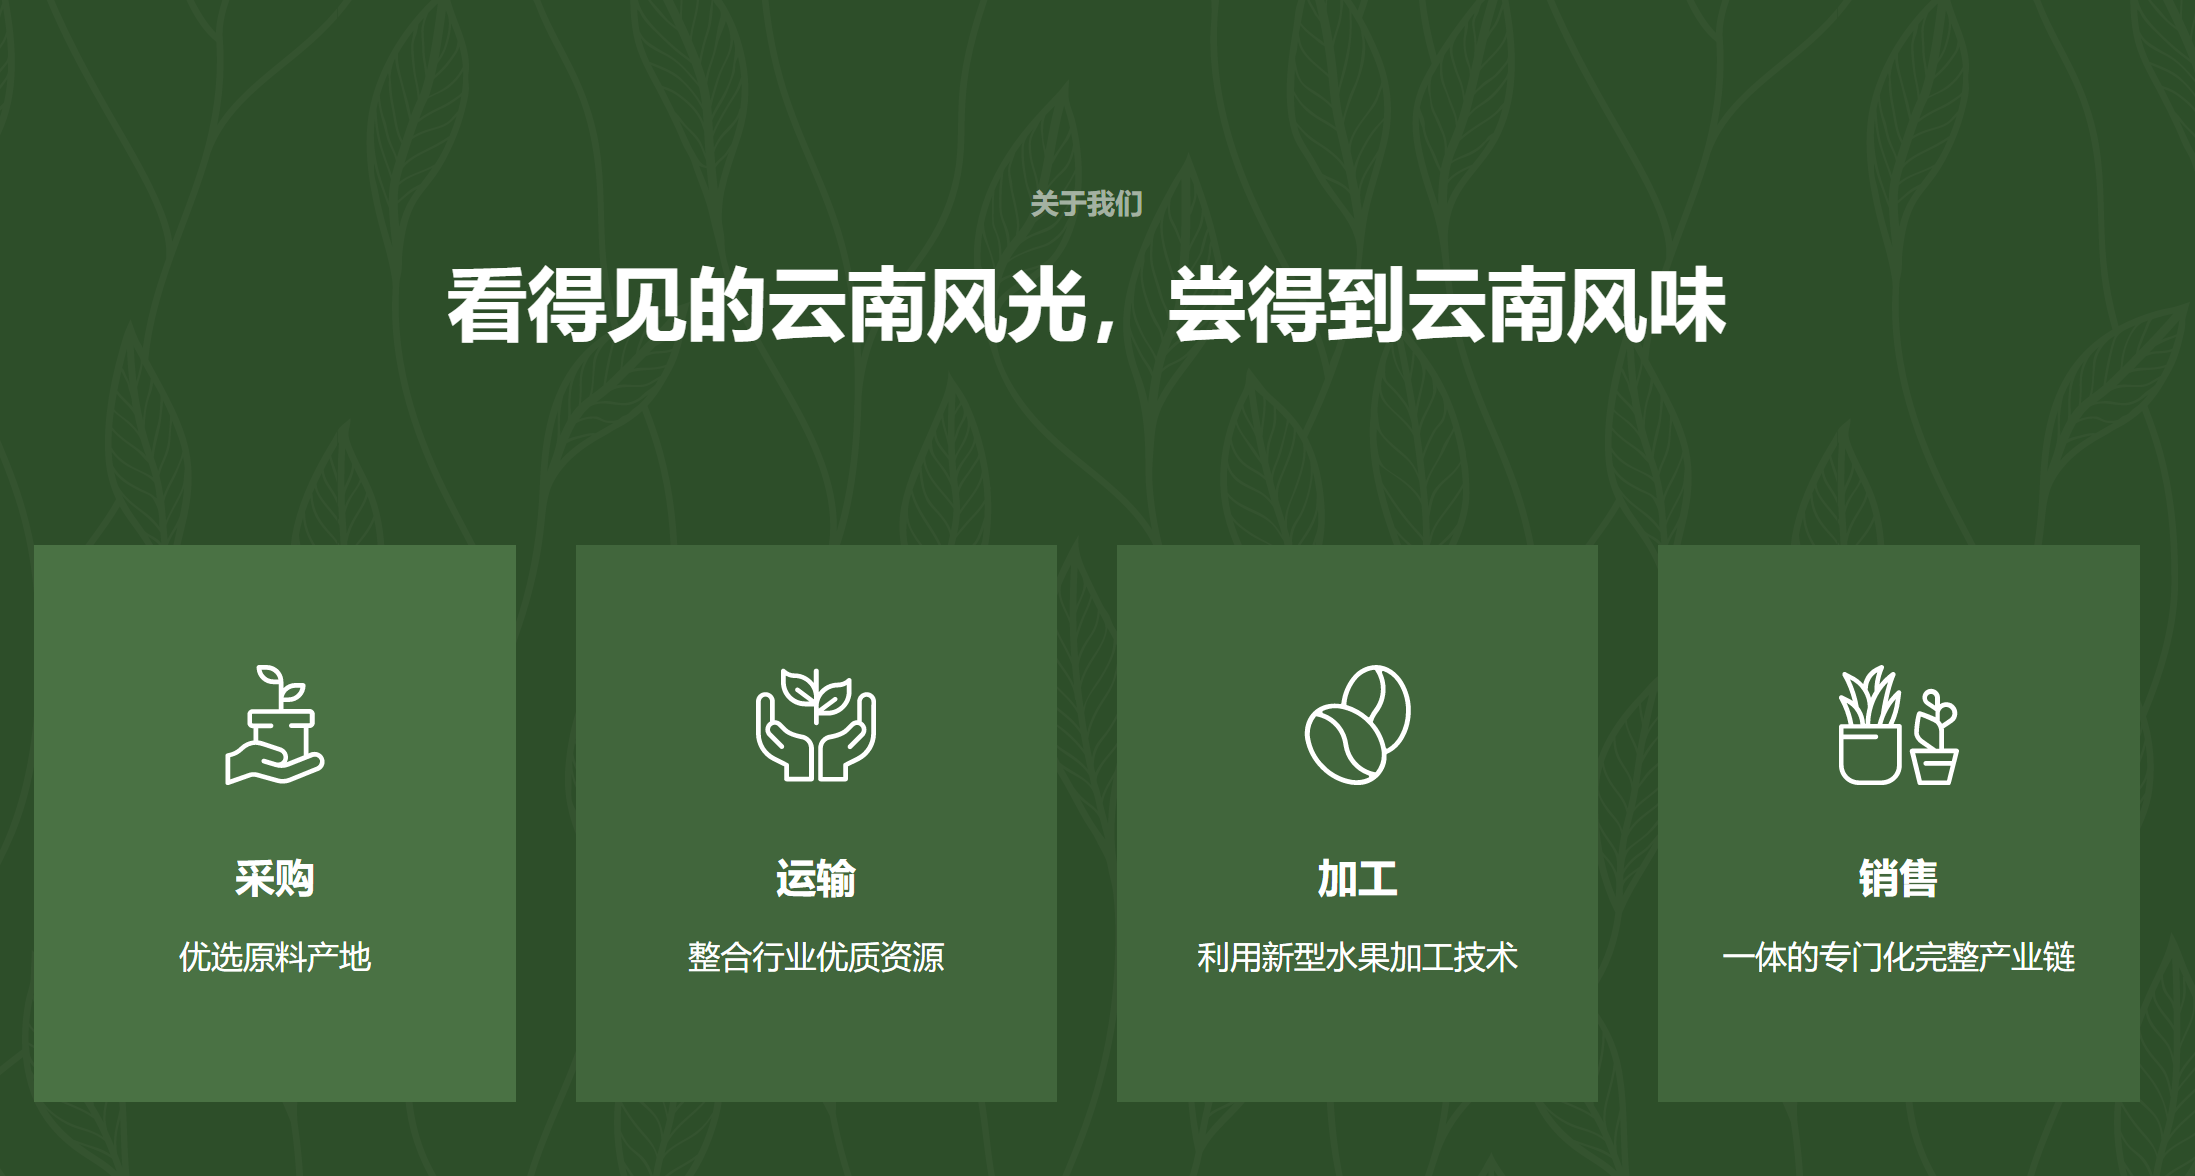 关于我们
看得见的云南风光，尝得到云南风味
采购
优选原料产地
运输
整合行业优质资源
加工
利用新型水果加工技术
销售
一体的专门化完整产业链